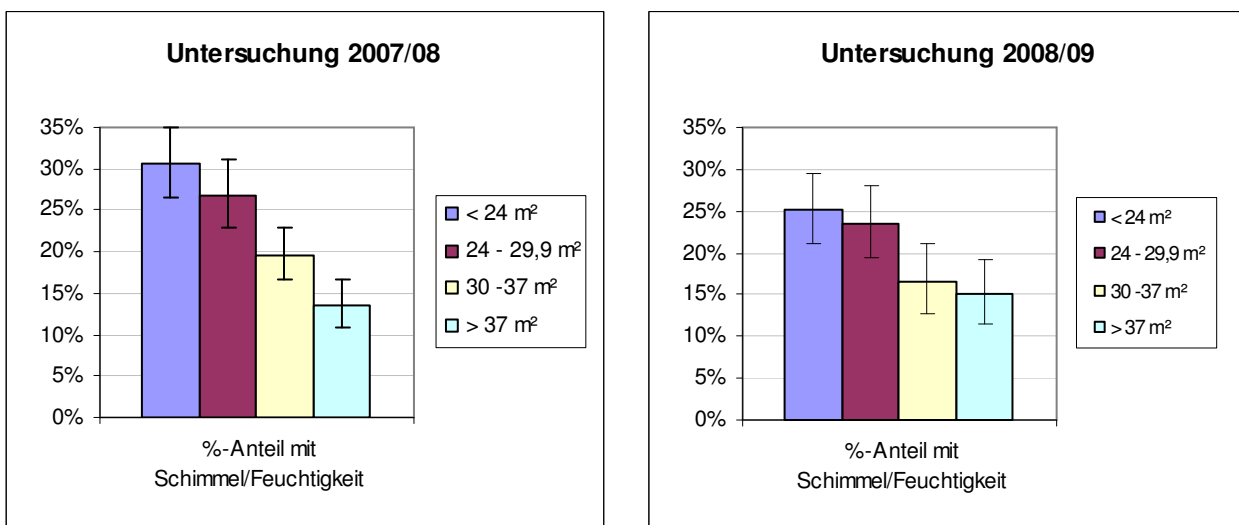 Untersuchung 2007/08
35%
30%
25%
20%
15%
10%
5%
0%
< 24 m²
24 - 29,9 m²
30 -37 m²
> 37 m²
%-Anteil mit
Schimmel/Feuchtigkeit
Untersuchung 2008/09
35%
30%
25%
20%
15%
10%
5%
0%
< 24 m²
24 - 29,9 m²
30 -37 m²
> 37 m²
%-Anteil mit
Schimmel/Feuchtigkeit